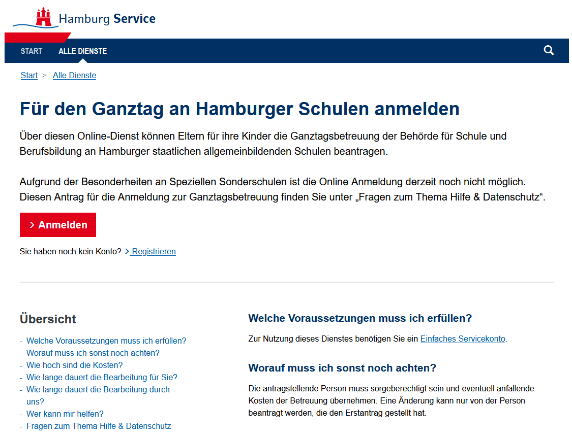 Hamburg Service
START
ALLE DIENSTE
Start > Alle Dienste
Für den Ganztag an Hamburger Schulen anmelden
Über diesen Online-Dienst können Eltern für ihre Kinder die Ganztagsbetreuung der Behörde für Schule und
Berufsbildung an Hamburger staatlichen allgemeinbildenden Schulen beantragen.
Aufgrund der Besonderheiten an Speziellen Sonderschulen ist die Online Anmeldung derzeit noch nicht möglich.
Diesen Antrag für die Anmeldung zur Ganztagsbetreuung finden Sie unter „Fragen zum Thema Hilfe & Datenschutz“.
> Anmelden
Sie haben noch kein Konto? > Registrieren
Übersicht
- Welche Voraussetzungen muss ich erfüllen?
Worauf muss ich sonst noch achten?
- Wie hoch sind die Kosten?
- Wie lange dauert die Bearbeitung für Sie?
- Wie lange dauert die Bearbeitung durch
uns?
- Wer kann mir helfen?
- Fragen zum Thema Hilfe & Datenschutz
Welche Voraussetzungen muss ich erfüllen?
Zur Nutzung dieses Dienstes benötigen Sie ein Einfaches Servicekonto.
Worauf muss ich sonst noch achten?
Die antragstellende Person muss sorgeberechtigt sein und eventuell anfallende
Kosten der Betreuung übernehmen. Eine Änderung kann nur von der Person
beantragt werden, die den Erstantrag gestellt hat.